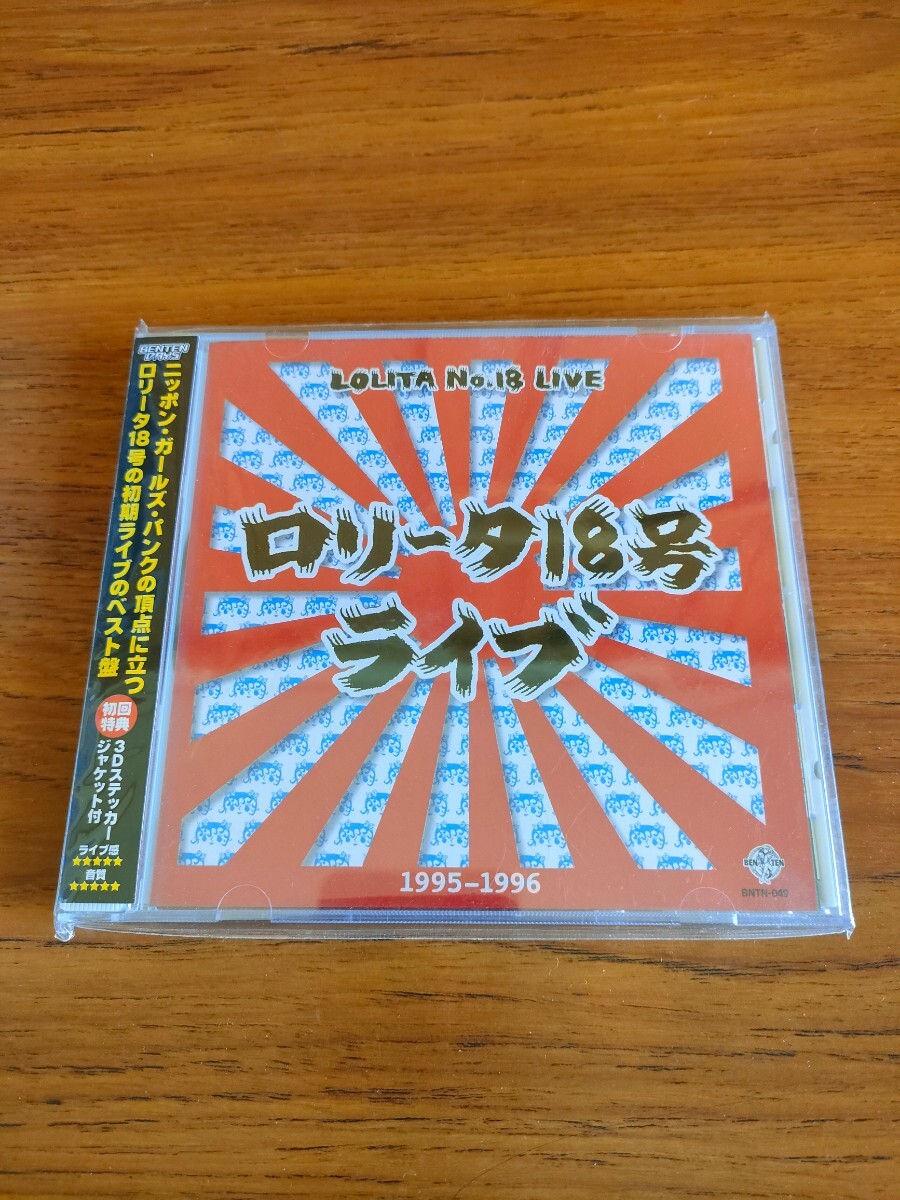 BENTEN
DAYS
ニッポン・ガールズ・パンクの頂点に立つ
ロリータ18号の初期ライブのベスト盤
初回
特典
3Dステッカー
ジャケット付
ライブ感
★★★★★
音質
★★★★★
LOLITA No.18 LIVE
ロリータ18号
ライブ
1995-1996
BENTEN
BNTN-049